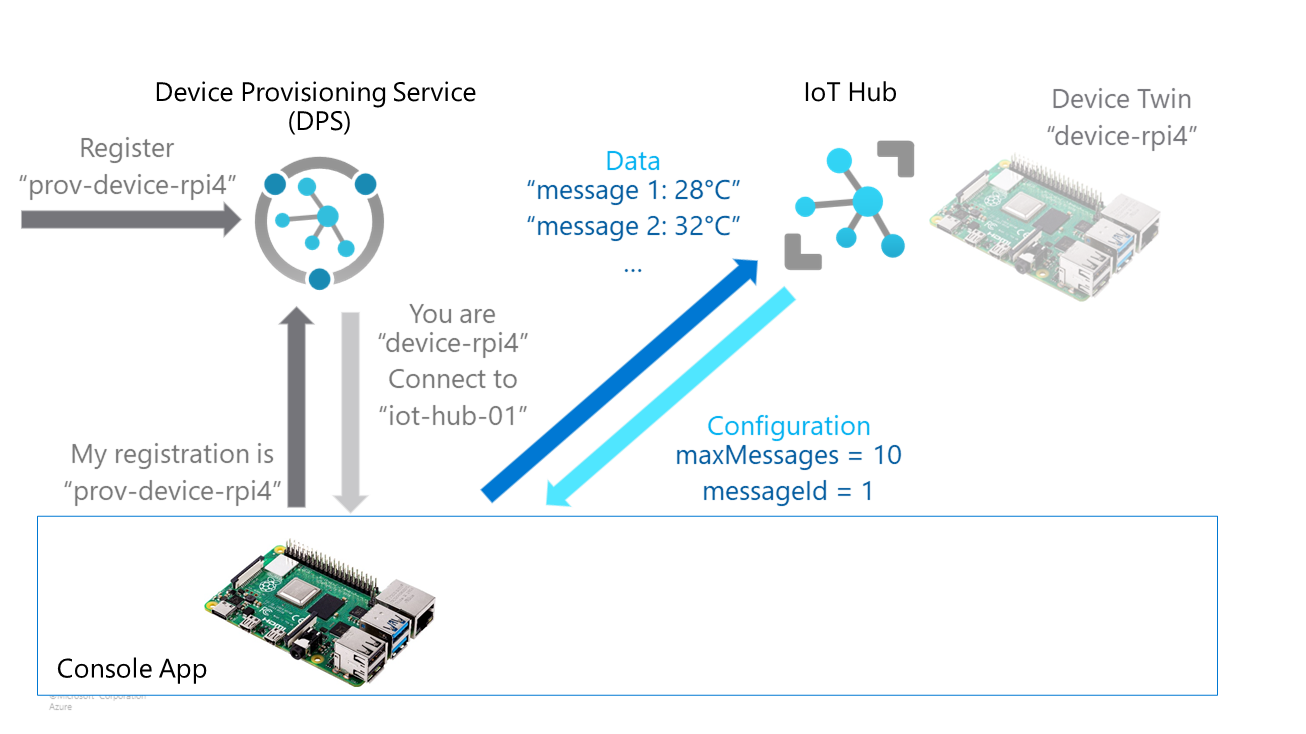 Device Provisioning Service
(DPS)
IoT Hub
Device Twin
“device-rpi4”
Register
“prov-device-rpi4”
Data
“message 1: 28°C”
“message 2: 32°C”
...
You are
“device-rpi4”
Connect to
“iot-hub-01”
My registration is
“prov-device-rpi4”
Configuration
maxMessages = 10
messageId = 1
Console App
©Microsoft Corporation
Azure